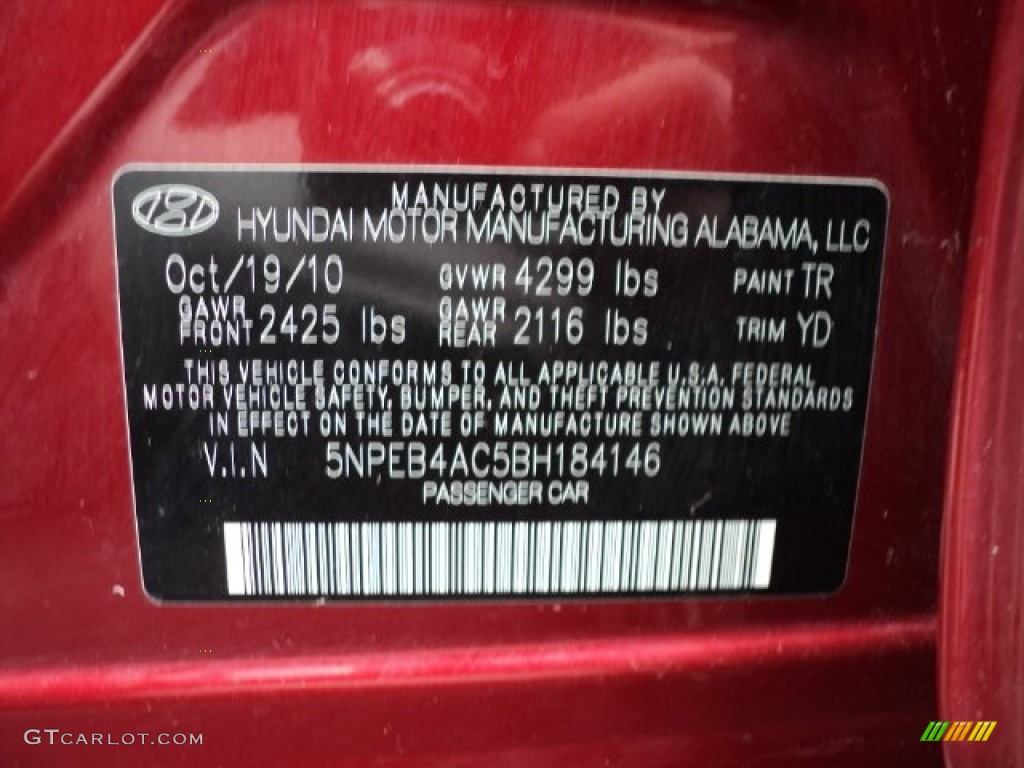 MANUFACTURED BY
HYUNDAI MOTOR MANUFACTURING ALABAMA, LLC
Oct/19/10 GVWR 4299 lbs PAINT TR
GAWR FRONT 2425 lbs GAWR REAR 2116 lbs TRIM YD
THIS VEHICLE CONFORMS TO ALL APPLICABLE U.S.A. FEDERAL
MOTOR VEHICLE SAFETY, BUMPER, AND THEFT PREVENTION STANDARDS
IN EFFECT ON THE DATE OF MANUFACTURE SHOWN ABOVE
V.I.N 5NPEB4AC5BH184146
PASSENGER CAR
GTCARLOT.COM